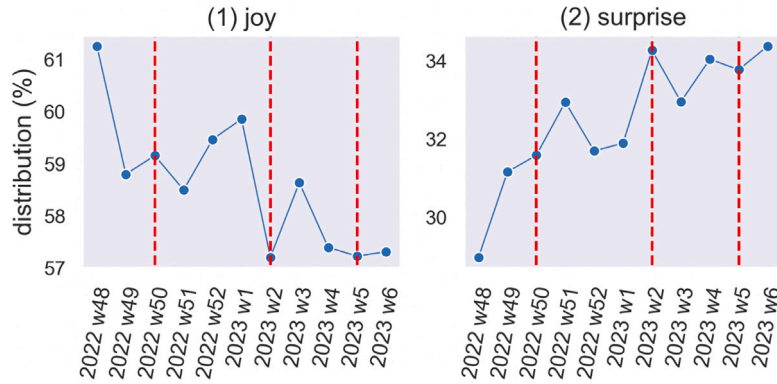 (1) joy
(2) surprise
distribution (%)
61
60
59
58
57
34
32
30
2022 w48
2022 w49
2022 w50
2022 w51
2022 w52
2023 w1
2023 w2
2023 w3
2023 w4
2023 w5
2023 w6
2022 w48
2022 w49
2022 w50
2022 w51
2022 w52
2023 w1
2023 w2
2023 w3
2023 w4
2023 w5
2023 w6